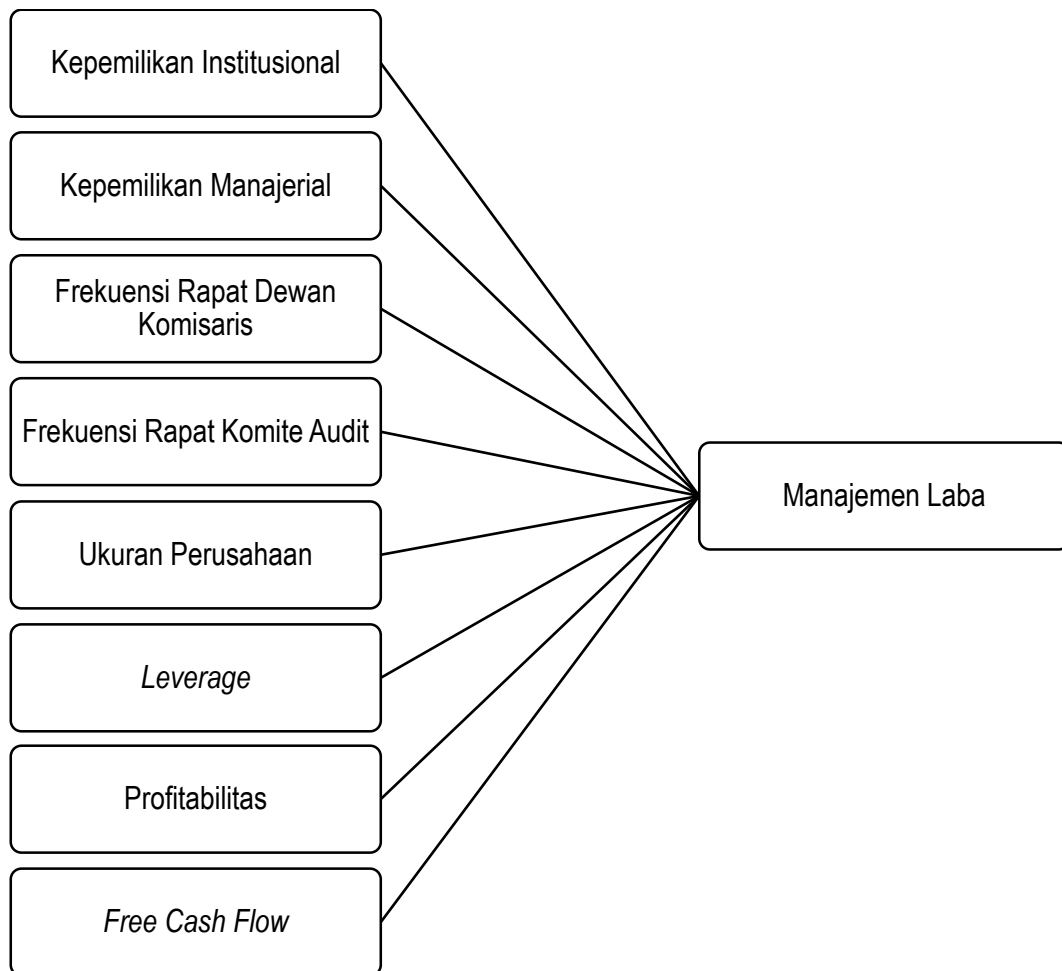 Kepemilikan Institusional
Kepemilikan Manajerial
Frekuensi Rapat Dewan
Komisaris
Frekuensi Rapat Komite Audit
Ukuran Perusahaan
Leverage
Profitabilitas
Free Cash Flow
Manajemen Laba